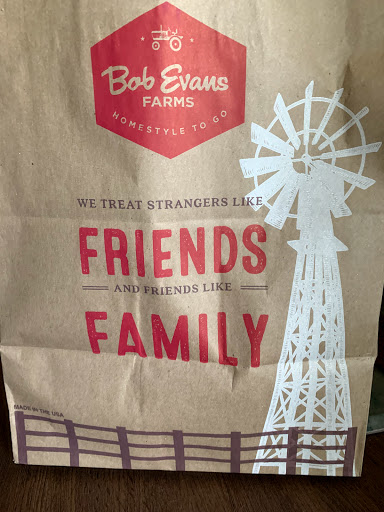 Bob Evans
FARMS
HOMESTYLE TO GO
WE TREAT STRANGERS LIKE
FRIENDS
AND FRIENDS LIKE
FAMILY
MADE IN THE USA